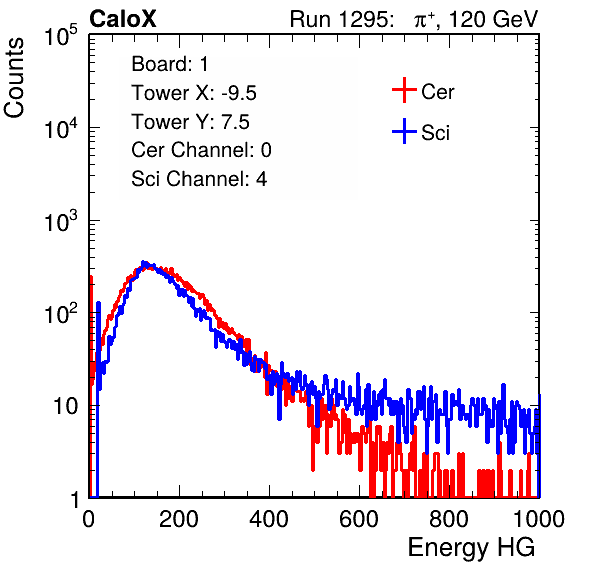 CaloX Run 1295: π⁺, 120 GeV
Counts
Board: 1
Tower X: -9.5
Tower Y: 7.5
Cer Channel: 0
Sci Channel: 4
Cer
Sci
10⁵
10⁴
10³
10²
10
1
0 200 400 600 800 1000
Energy HG